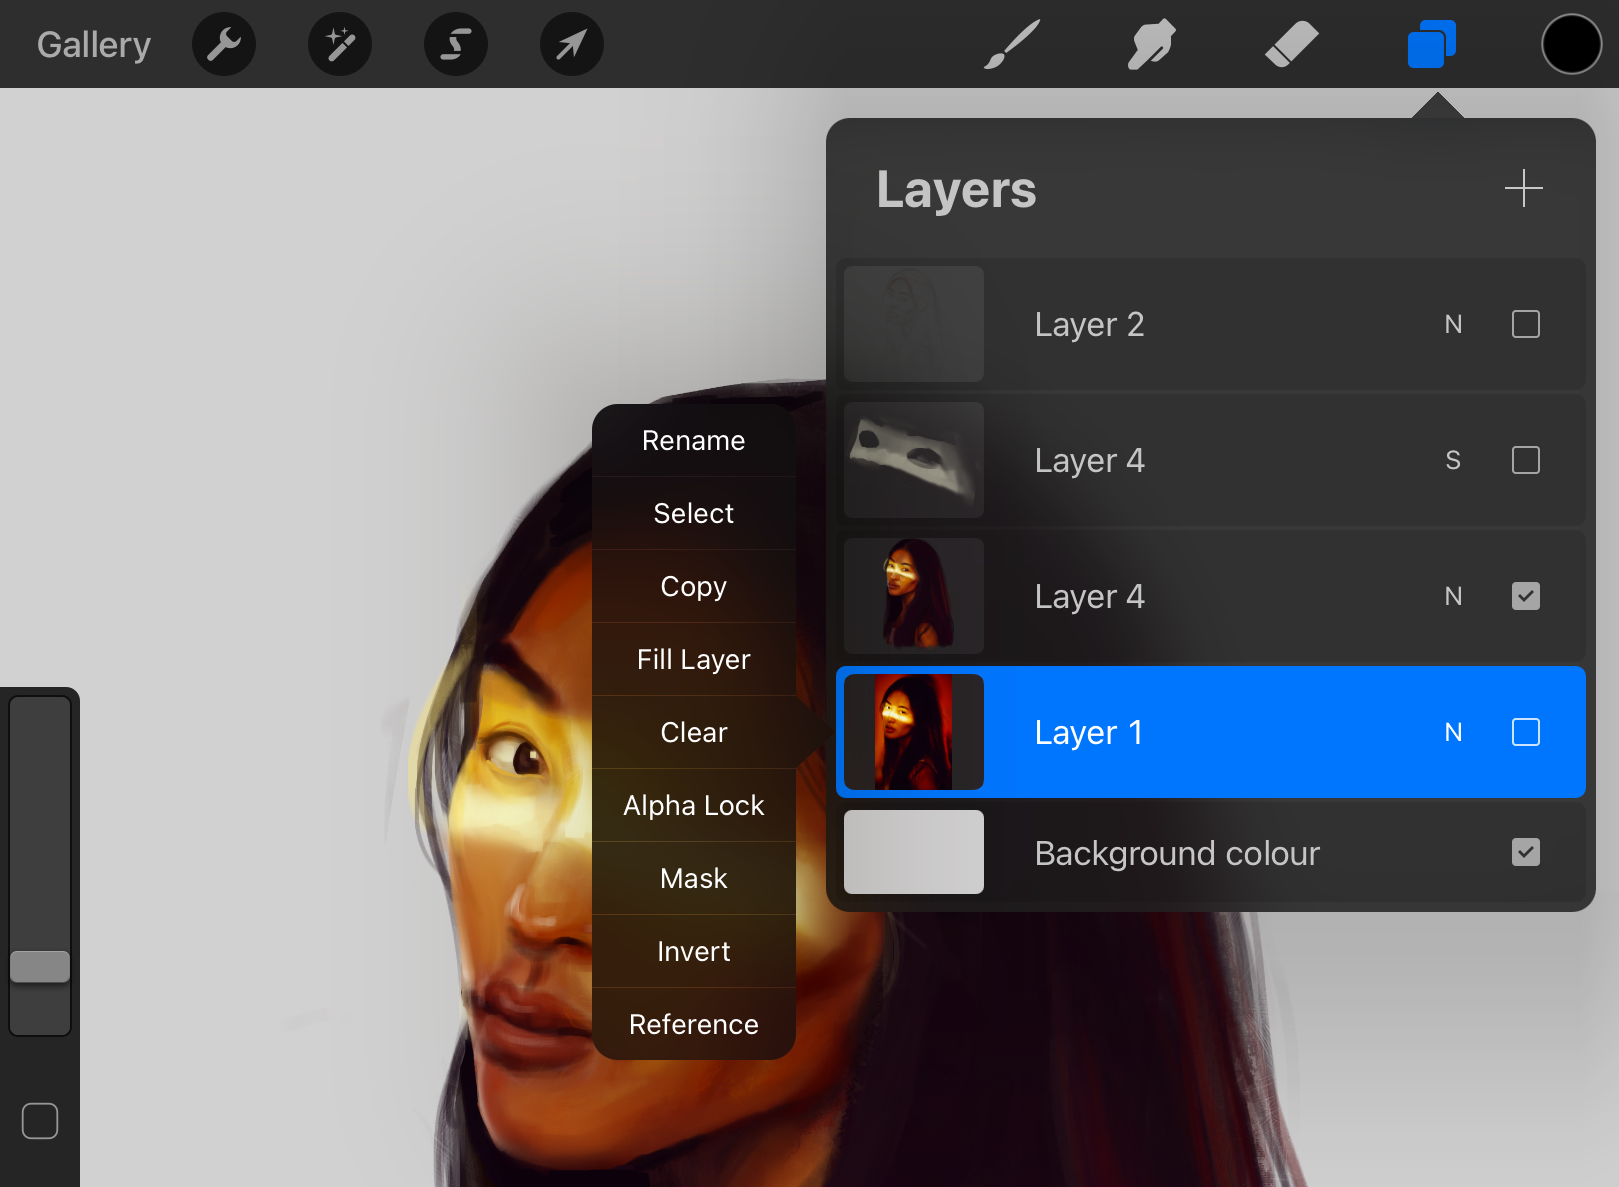 Gallery
Layers
Layer 2 N
Layer 4 S
Layer 4 N
Layer 1 N
Background colour
Rename
Select
Copy
Fill Layer
Clear
Alpha Lock
Mask
Invert
Reference